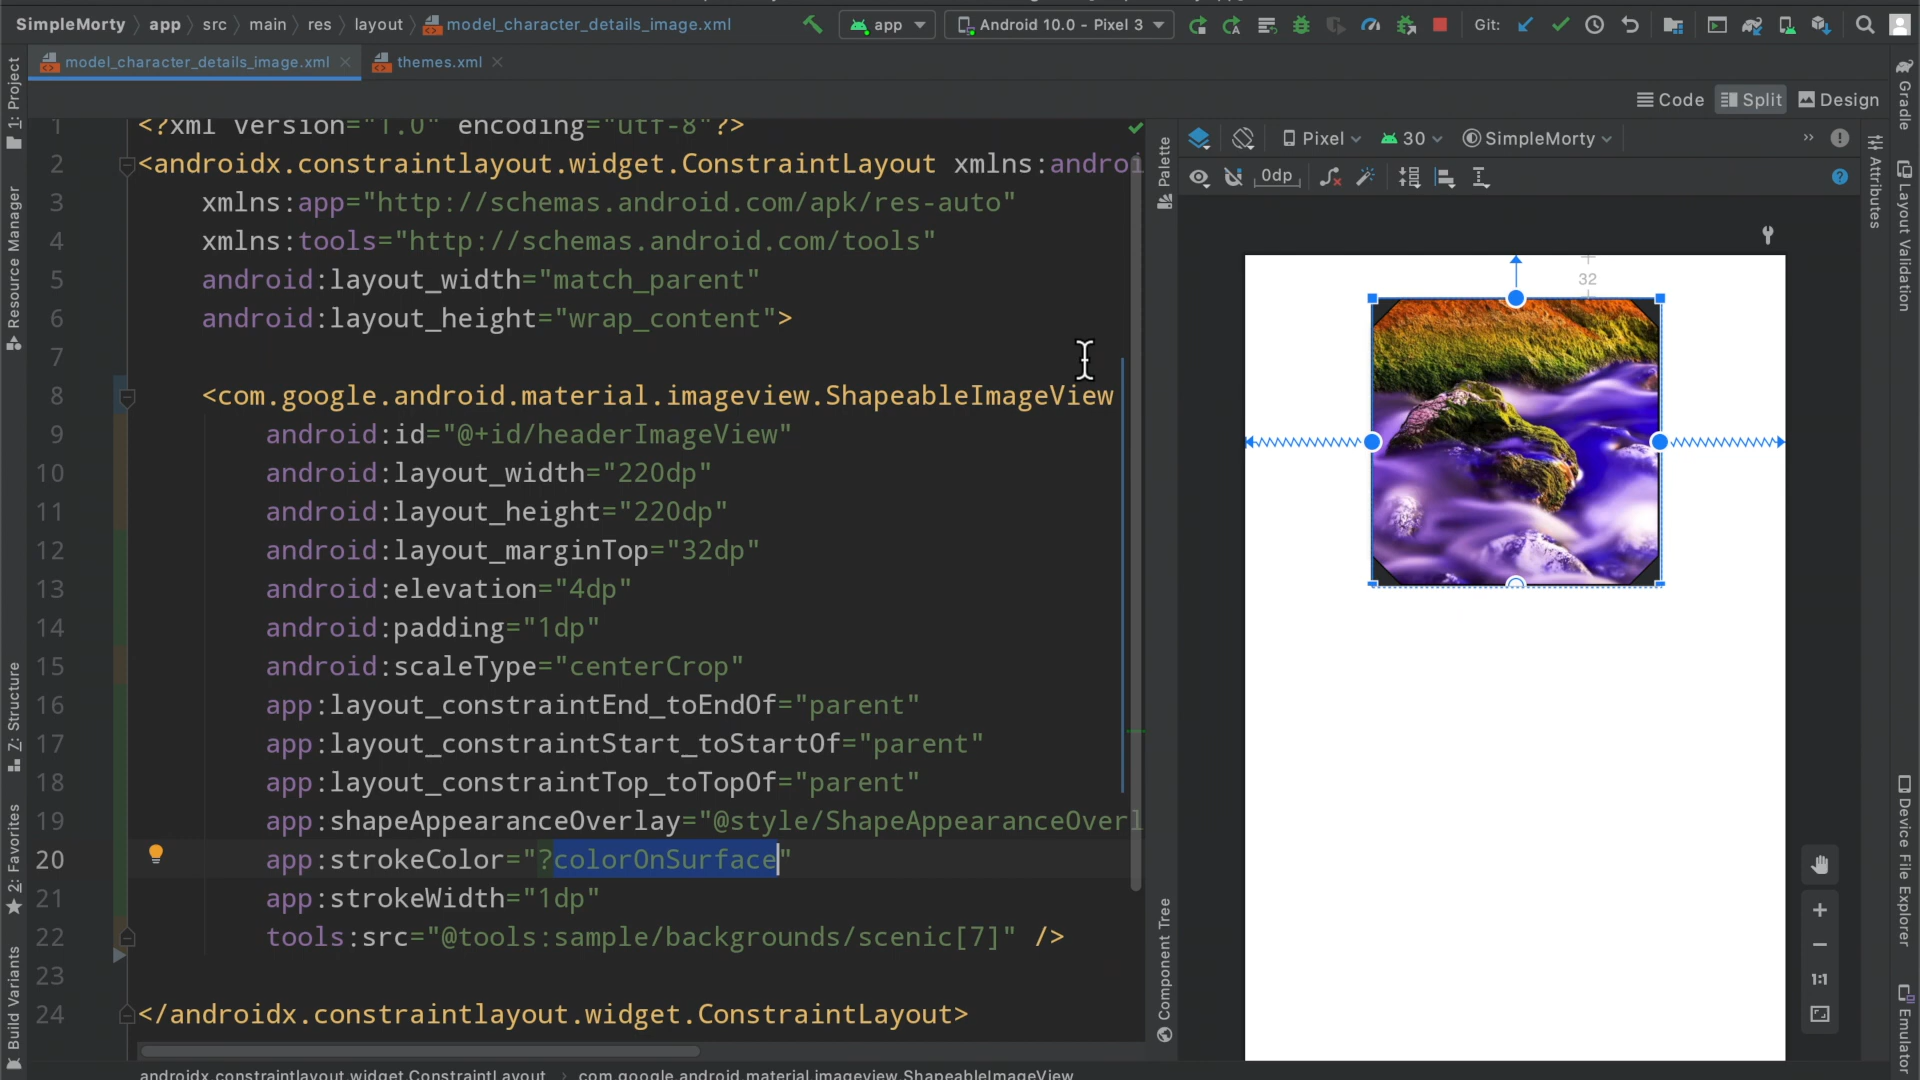 SimpleMorty app src main res layout model_character_details_image.xml app Android 10.0 - Pixel 3 Git:
model_character_details_image.xml themes.xml
Code Split Design
1: Project
Resource Manager
Z: Structure
2: Favorites
Build Variants
1 <?xml version="1.0" encoding="utf-8"?>
2 <androidx.constraintlayout.widget.ConstraintLayout xmlns:androi
3 xmlns:app="http://schemas.android.com/apk/res-auto"
4 xmlns:tools="http://schemas.android.com/tools"
5 android:layout_width="match_parent"
6 android:layout_height="wrap_content">
7
8 <com.google.android.material.imageview.ShapeableImageView
9 android:id="@+id/headerImageView"
10 android:layout_width="220dp"
11 android:layout_height="220dp"
12 android:layout_marginTop="32dp"
13 android:elevation="4dp"
14 android:padding="1dp"
15 android:scaleType="centerCrop"
16 app:layout_constraintEnd_toEndOf="parent"
17 app:layout_constraintStart_toStartOf="parent"
18 app:layout_constraintTop_toTopOf="parent"
19 app:shapeAppearanceOverlay="@style/ShapeAppearanceOverl
20 app:strokeColor="?colorOnSurface"
21 app:strokeWidth="1dp"
22 tools:src="@tools:sample/backgrounds/scenic[7]" />
23
24 </androidx.constraintlayout.widget.ConstraintLayout>
androidx.constraintlayout.widget.ConstraintLayout com.google.android.material.imageview.ShapeableImageView
Palette
Component Tree
Pixel 30 SimpleMorty
0dp
32
1:1
Attributes
Gradle
Layout Validation
Device File Explorer
Emulator